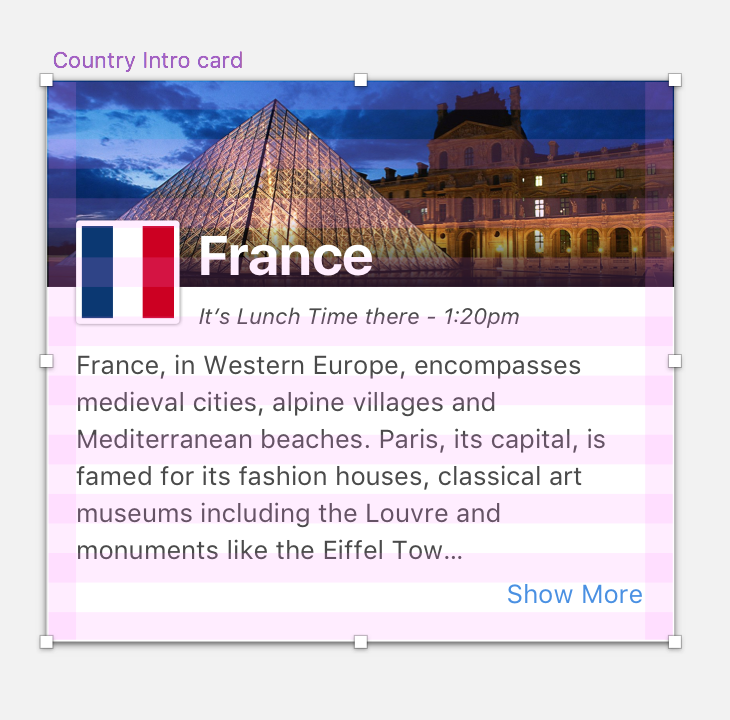 Country Intro card
France
It’s Lunch Time there - 1:20pm
France, in Western Europe, encompasses
medieval cities, alpine villages and
Mediterranean beaches. Paris, its capital, is
famed for its fashion houses, classical art
museums including the Louvre and
monuments like the Eiffel Tow...
Show More